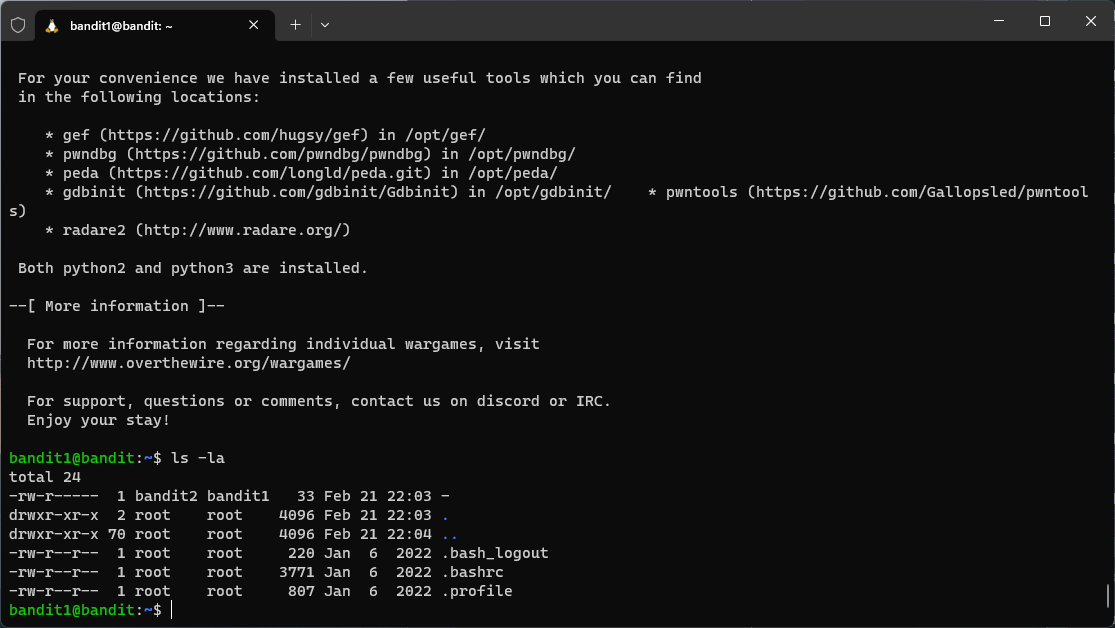 bandit1@bandit: ~
For your convenience we have installed a few useful tools which you can find
in the following locations:
* gef (https://github.com/hugsy/gef) in /opt/gef/
* pwndbg (https://github.com/pwndbg/pwndbg) in /opt/pwndbg/
* peda (https://github.com/longld/peda.git) in /opt/peda/
* gdbinit (https://github.com/gdbinit/Gdbinit) in /opt/gdbinit/    * pwntools (https://github.com/Gallopsled/pwntool
s)
* radare2 (http://www.radare.org/)
Both python2 and python3 are installed.
--[ More information ]--
For more information regarding individual wargames, visit
http://www.overthewire.org/wargames/
For support, questions or comments, contact us on discord or IRC.
Enjoy your stay!
bandit1@bandit:~$ ls -la
total 24
-rw-r-----  1 bandit2 bandit1   33 Feb 21 22:03 -
drwxr-xr-x  2 root    root    4096 Feb 21 22:03 .
drwxr-xr-x 70 root    root    4096 Feb 21 22:04 ..
-rw-r--r--  1 root    root     220 Jan  6  2022 .bash_logout
-rw-r--r--  1 root    root    3771 Jan  6  2022 .bashrc
-rw-r--r--  1 root    root     807 Jan  6  2022 .profile
bandit1@bandit:~$